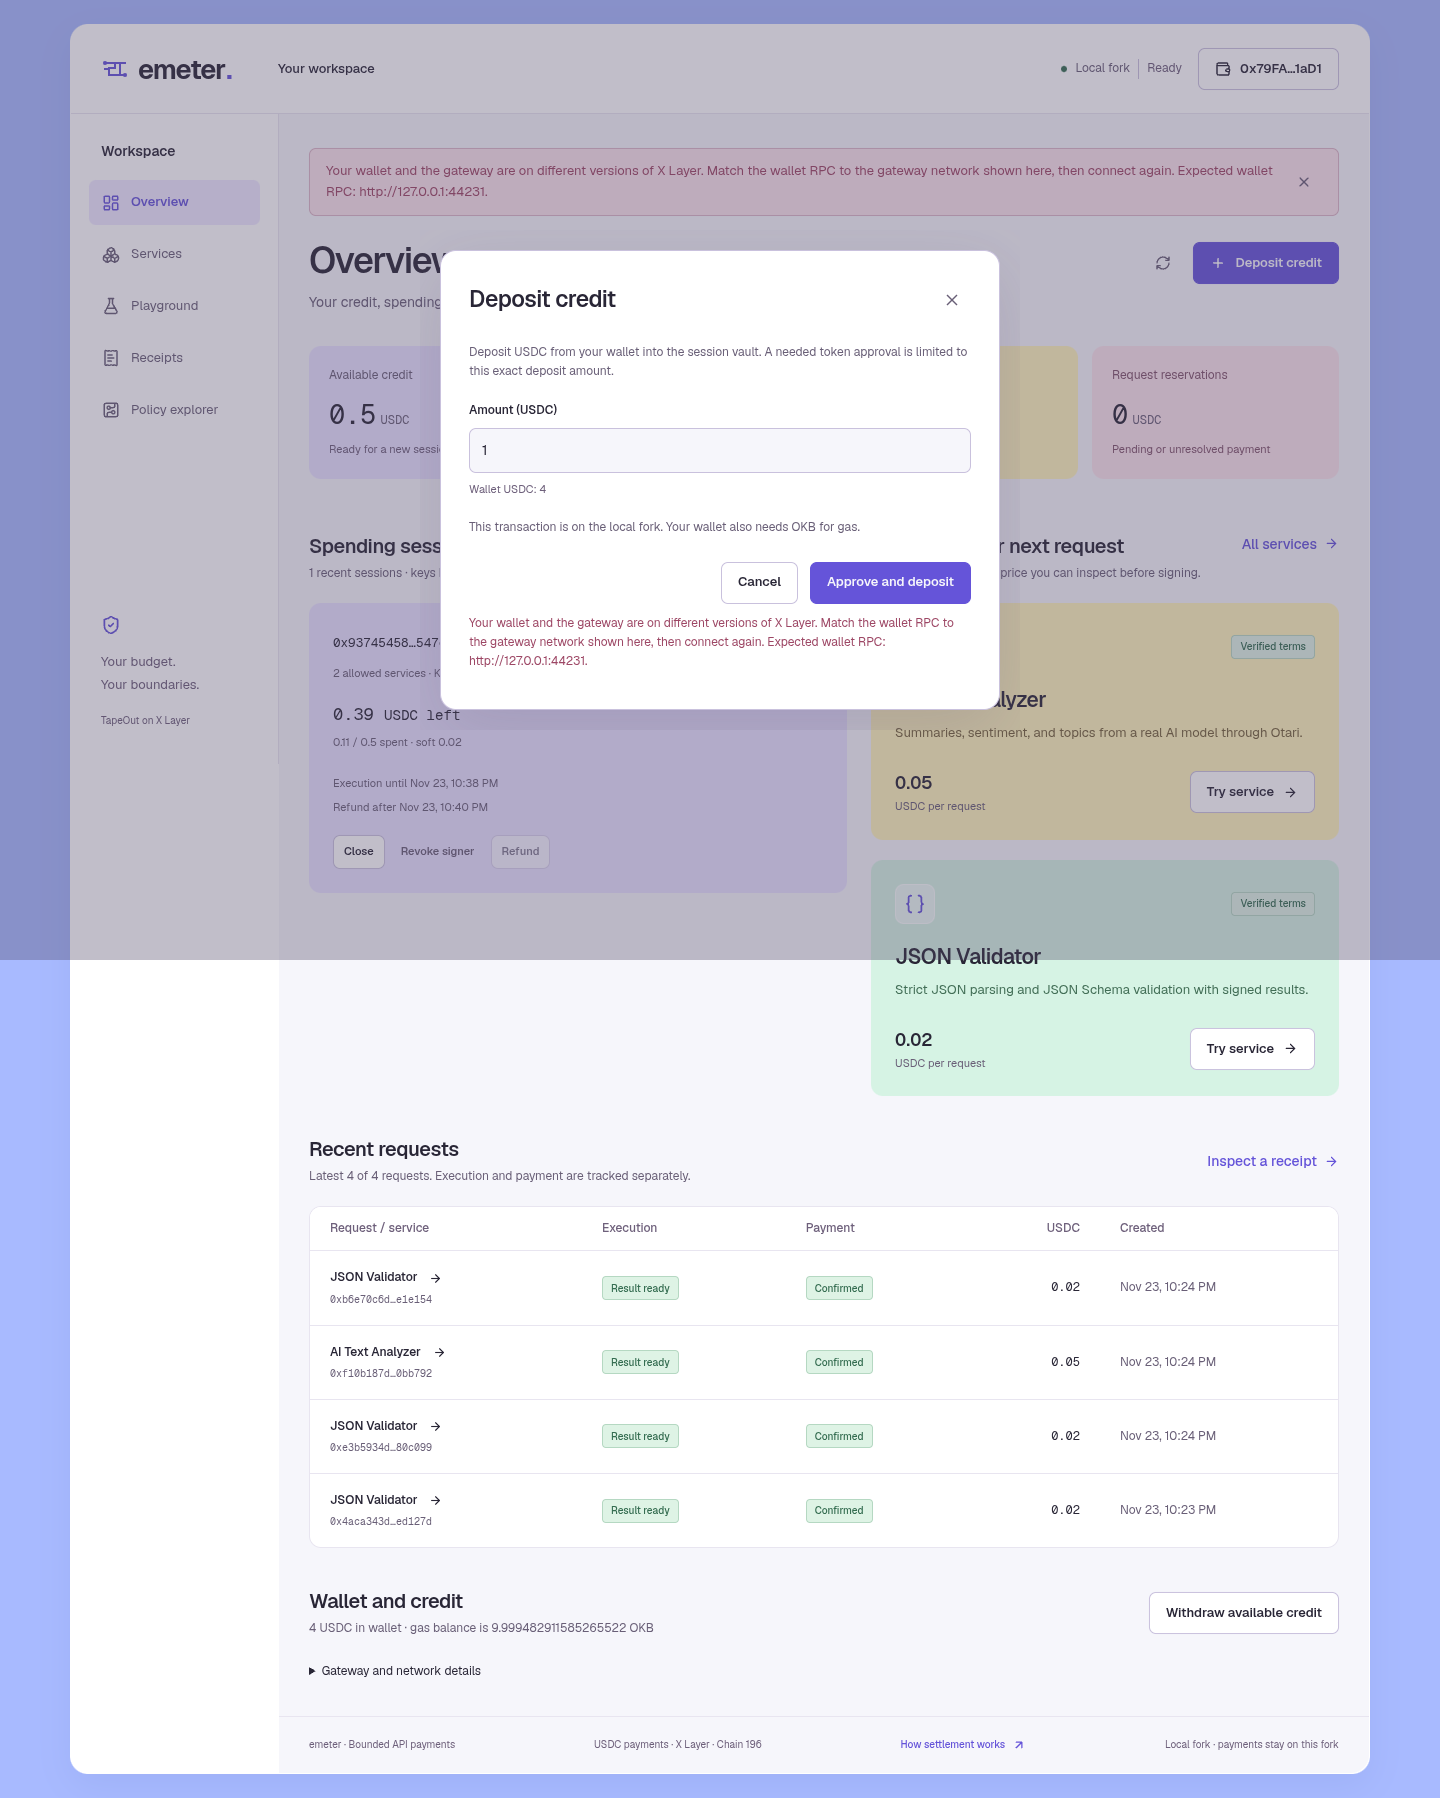 emeter.
Your workspace
Local fork
Ready
0x79FA...1aD1
Workspace
Overview
Services
Playground
Receipts
Policy explorer
Your budget.
Your boundaries.
TapeOut on X Layer
Your wallet and the gateway are on different versions of X Layer. Match the wallet RPC to the gateway network shown here, then connect again. Expected wallet
RPC: http://127.0.0.1:44231.
Overview
Deposit credit
Your credit, spending
Available credit
0.5 USDC
Ready for a new
Request reservations
0 USDC
Pending or unresolved payment
Deposit credit
Deposit USDC from your wallet into the session vault. A needed token approval is limited to
this exact deposit amount.
Amount (USDC)
1
Wallet USDC: 4
This transaction is on the local fork. Your wallet also needs OKB for gas.
Cancel
Approve and deposit
Your wallet and the gateway are on different versions of X Layer. Match the wallet RPC to
the gateway network shown here, then connect again. Expected wallet RPC:
http://127.0.0.1:44231.
Spending
1 recent sessions · keys
next request
All services
price you can inspect before signing.
0x93745458…547
2 allowed services ·
0.39 USDC left
0.11 / 0.5 spent · soft 0.02
Execution until Nov 23, 10:38 PM
Refund after Nov 23, 10:40 PM
Close
Revoke signer
Refund
Verified terms
Summaries, sentiment, and topics from a real AI model through Otari.
0.05
USDC per request
Try service
Verified terms
JSON Validator
Strict JSON parsing and JSON Schema validation with signed results.
0.02
USDC per request
Try service
Recent requests
Latest 4 of 4 requests. Execution and payment are tracked separately.
Inspect a receipt
Request / service
Execution
Payment
USDC
Created
JSON Validator
0xb6e70c6d…e1e154
Result ready
Confirmed
0.02
Nov 23, 10:24 PM
AI Text Analyzer
0xf10b187d…0bb792
Result ready
Confirmed
0.05
Nov 23, 10:24 PM
JSON Validator
0xe3b5934d…80c099
Result ready
Confirmed
0.02
Nov 23, 10:24 PM
JSON Validator
0x4aca343d…ed127d
Result ready
Confirmed
0.02
Nov 23, 10:23 PM
Wallet and credit
4 USDC in wallet · gas balance is 9.999482911585265522 OKB
Withdraw available credit
Gateway and network details
emeter · Bounded API payments
USDC payments · X Layer · Chain 196
How settlement works
Local fork · payments stay on this fork